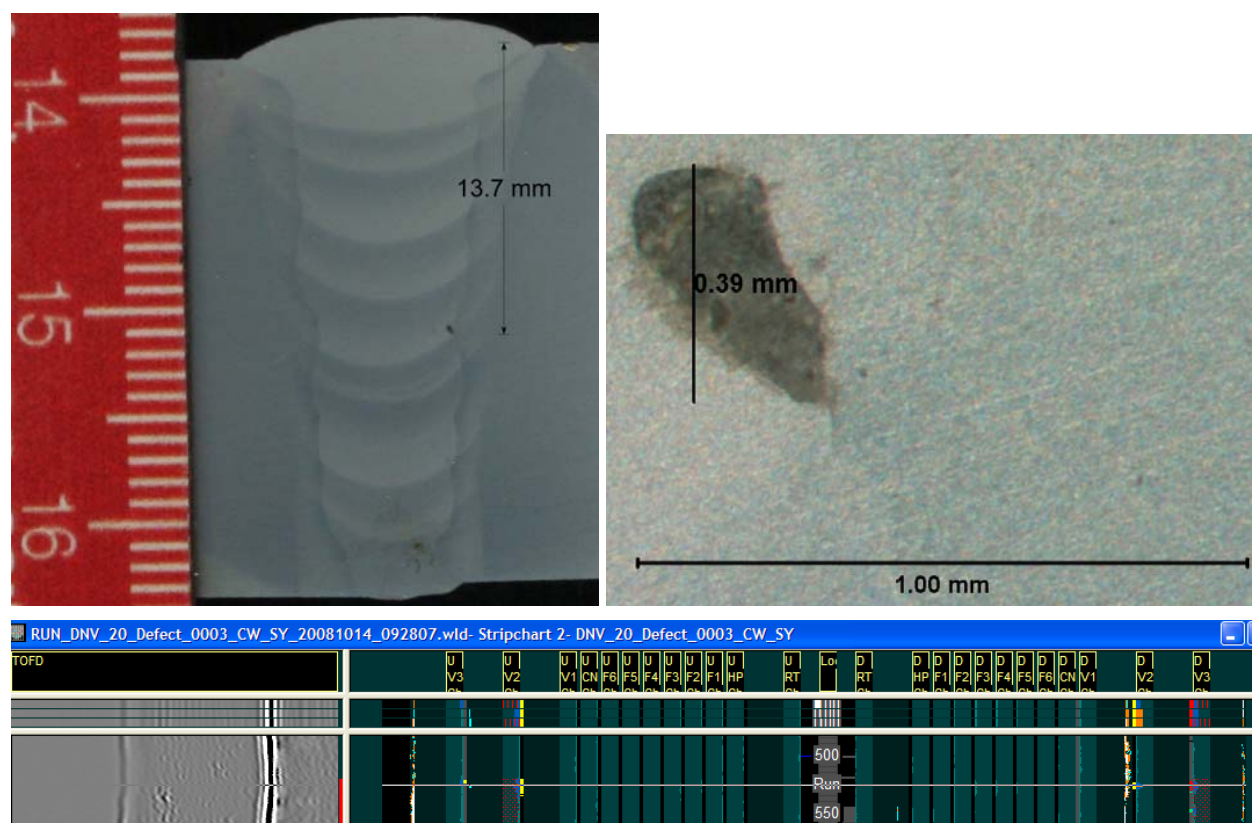 14
13.7 mm
15
16
0.39 mm
1.00 mm
RUN_DNV_20_Defect_0003_CW_SY_20081014_092807.wld- Stripchart 2- DNV_20_Defect_0003_CW_SY
TOFD
U U U U U U U U U U U U D D D D D D D D D D D D
V3 V2 V1 CN F6 F5 F4 F3 F2 F1 HP RT RT HP F1 F2 F3 F4 F5 F6 CN V1 V2 V3
500
Run
550